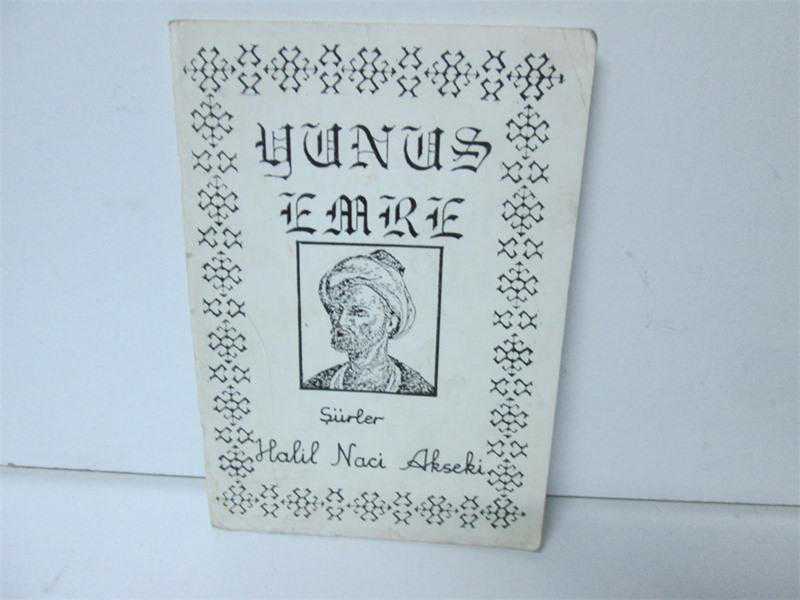 YUNUS
EMRE
Şiirler
Halil Naci Akseki